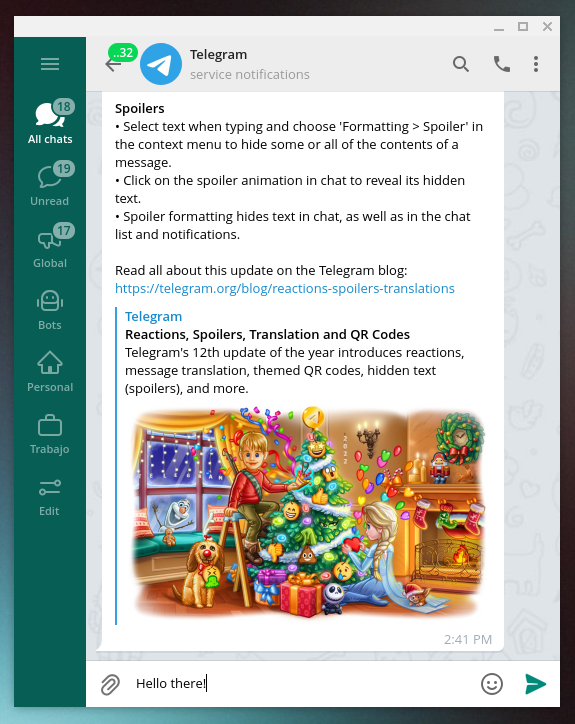 ..32
Telegram
service notifications
18
All chats
19
Unread
17
Global
Bots
Personal
Trabajo
Edit
Spoilers
• Select text when typing and choose 'Formatting > Spoiler' in
the context menu to hide some or all of the contents of a
message.
• Click on the spoiler animation in chat to reveal its hidden
text.
• Spoiler formatting hides text in chat, as well as in the chat
list and notifications.
Read all about this update on the Telegram blog:
https://telegram.org/blog/reactions-spoilers-translations
Telegram
Reactions, Spoilers, Translation and QR Codes
Telegram's 12th update of the year introduces reactions,
message translation, themed QR codes, hidden text
(spoilers), and more.
2022
2:41 PM
Hello there!